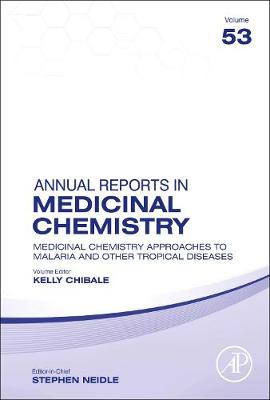 Volume
53
ANNUAL REPORTS IN
MEDICINAL CHEMISTRY
MEDICINAL CHEMISTRY APPROACHES TO
MALARIA AND OTHER TROPICAL DISEASES
Volume Editor
KELLY CHIBALE
Editor-in-Chief
STEPHEN NEIDLE
AP